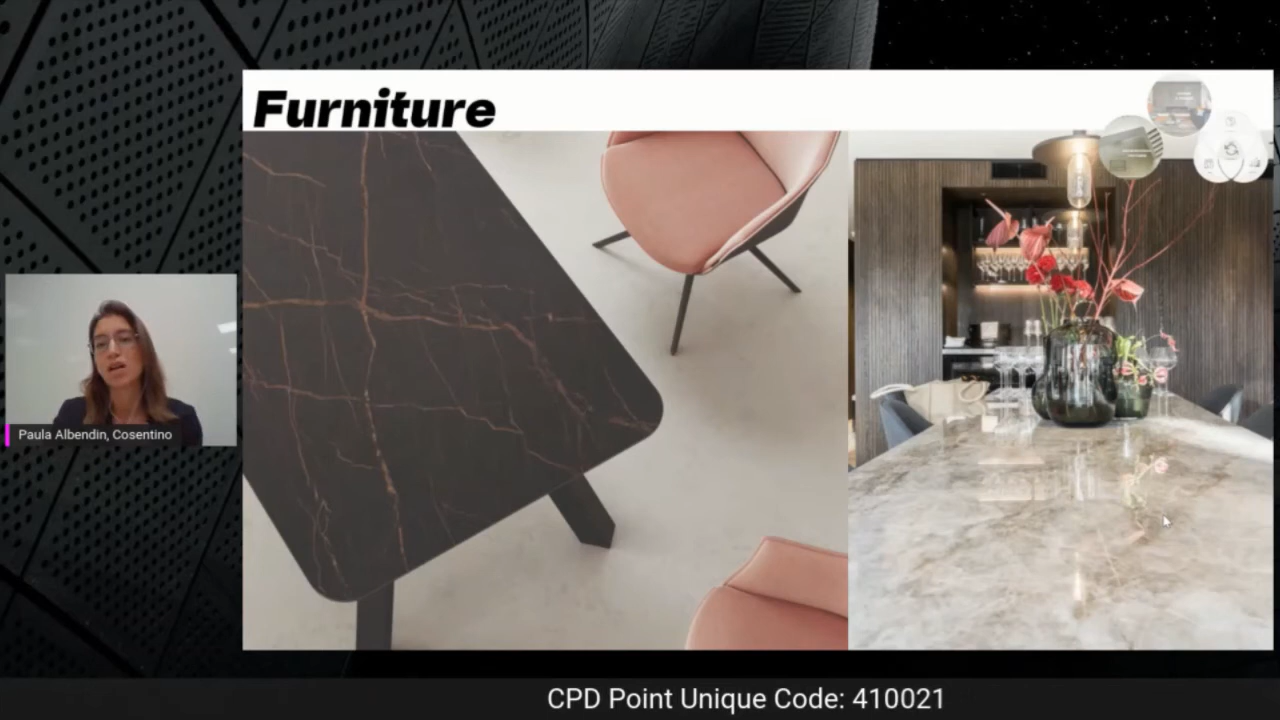 Furniture
Paula Albendin, Cosentino
CPD Point Unique Code: 410021